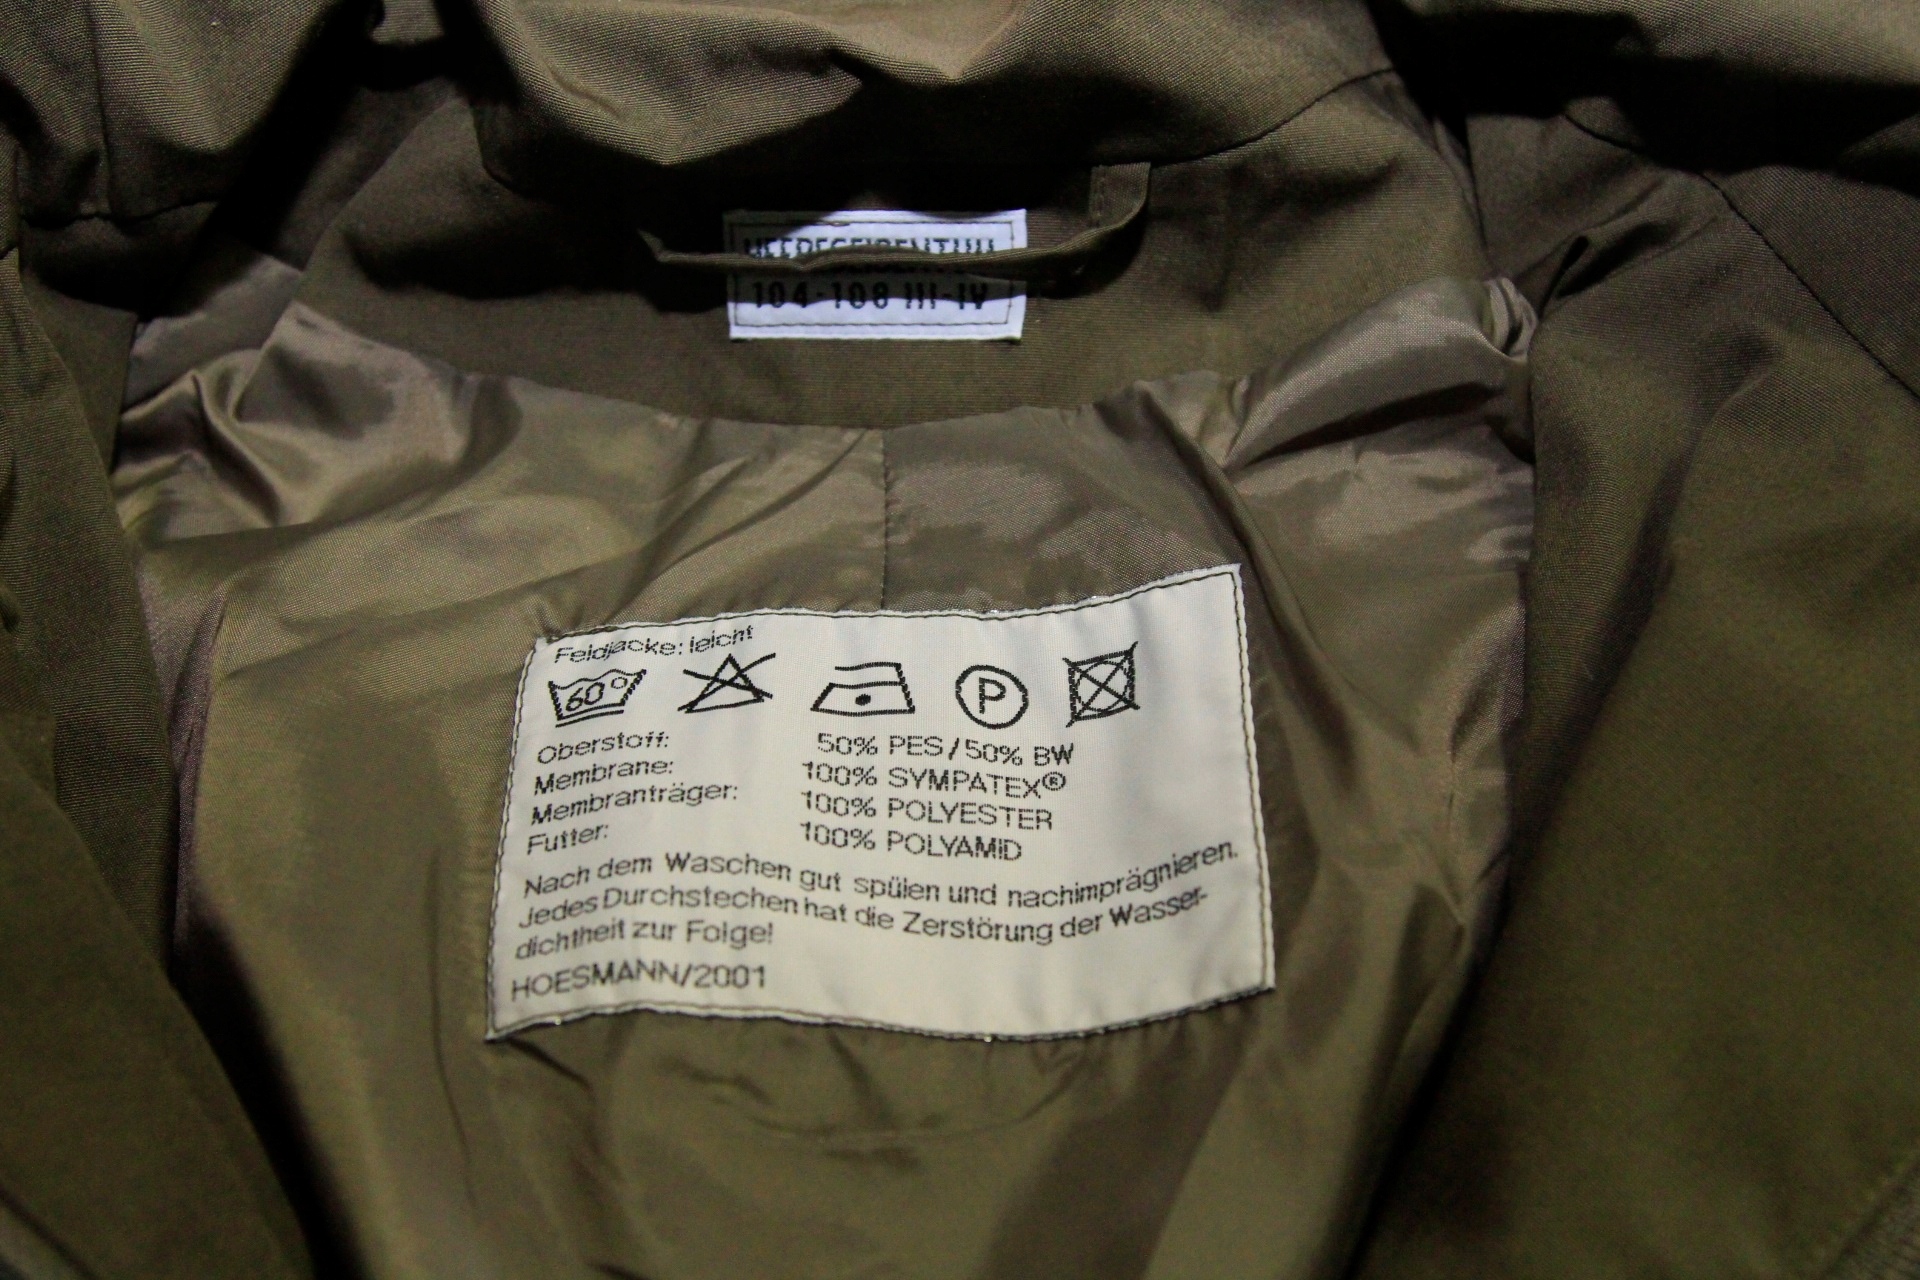 HEERESEIGENTUM
104-108 III-IV
Feldjacke: leicht
60°
P
Oberstoff: 50% PES/50% BW
Membrane: 100% SYMPATEX®
Membranträger: 100% POLYESTER
Futter: 100% POLYAMID
Nach dem Waschen gut spülen und nachimprägnieren.
Jedes Durchstechen hat die Zerstörung der Wasser-
dichtheit zur Folge!
HOESMANN/2001